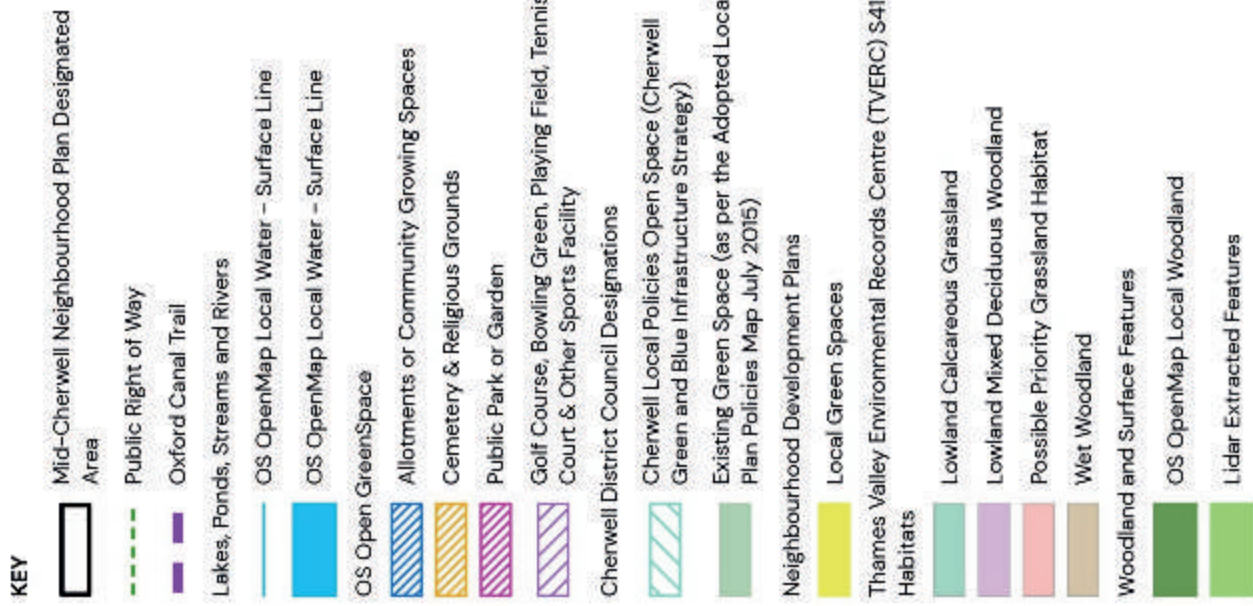 KEY
Mid-Cherwell Neighbourhood Plan Designated
Area
Public Right of Way
Oxford Canal Trail
Lakes, Ponds, Streams and Rivers
OS OpenMap Local Water – Surface Line
OS OpenMap Local Water – Surface Line
OS Open GreenSpace
Allotments or Community Growing Spaces
Cemetery & Religious Grounds
Public Park or Garden
Golf Course, Bowling Green, Playing Field, Tennis
Court & Other Sports Facility
Cherwell District Council Designations
Cherwell Local Policies Open Space (Cherwell
Green and Blue Infrastructure Strategy)
Existing Green Space (as per the Adopted Loca
Plan Policies Map July 2015)
Neighbourhood Development Plans
Local Green Spaces
Thames Valley Environmental Records Centre (TVERC) S41
Habitats
Lowland Calcareous Grassland
Lowland Mixed Deciduous Woodland
Possible Priority Grassland Habitat
Wet Woodland
Woodland and Surface Features
OS OpenMap Local Woodland
Lidar Extracted Features